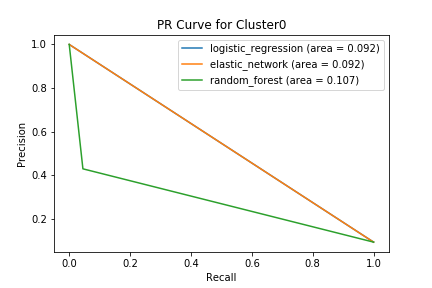 PR Curve for Cluster0
logistic_regression (area = 0.092)
elastic_network (area = 0.092)
random_forest (area = 0.107)
Precision
1.0
0.8
0.6
0.4
0.2
0.0 0.2 0.4 0.6 0.8 1.0
Recall